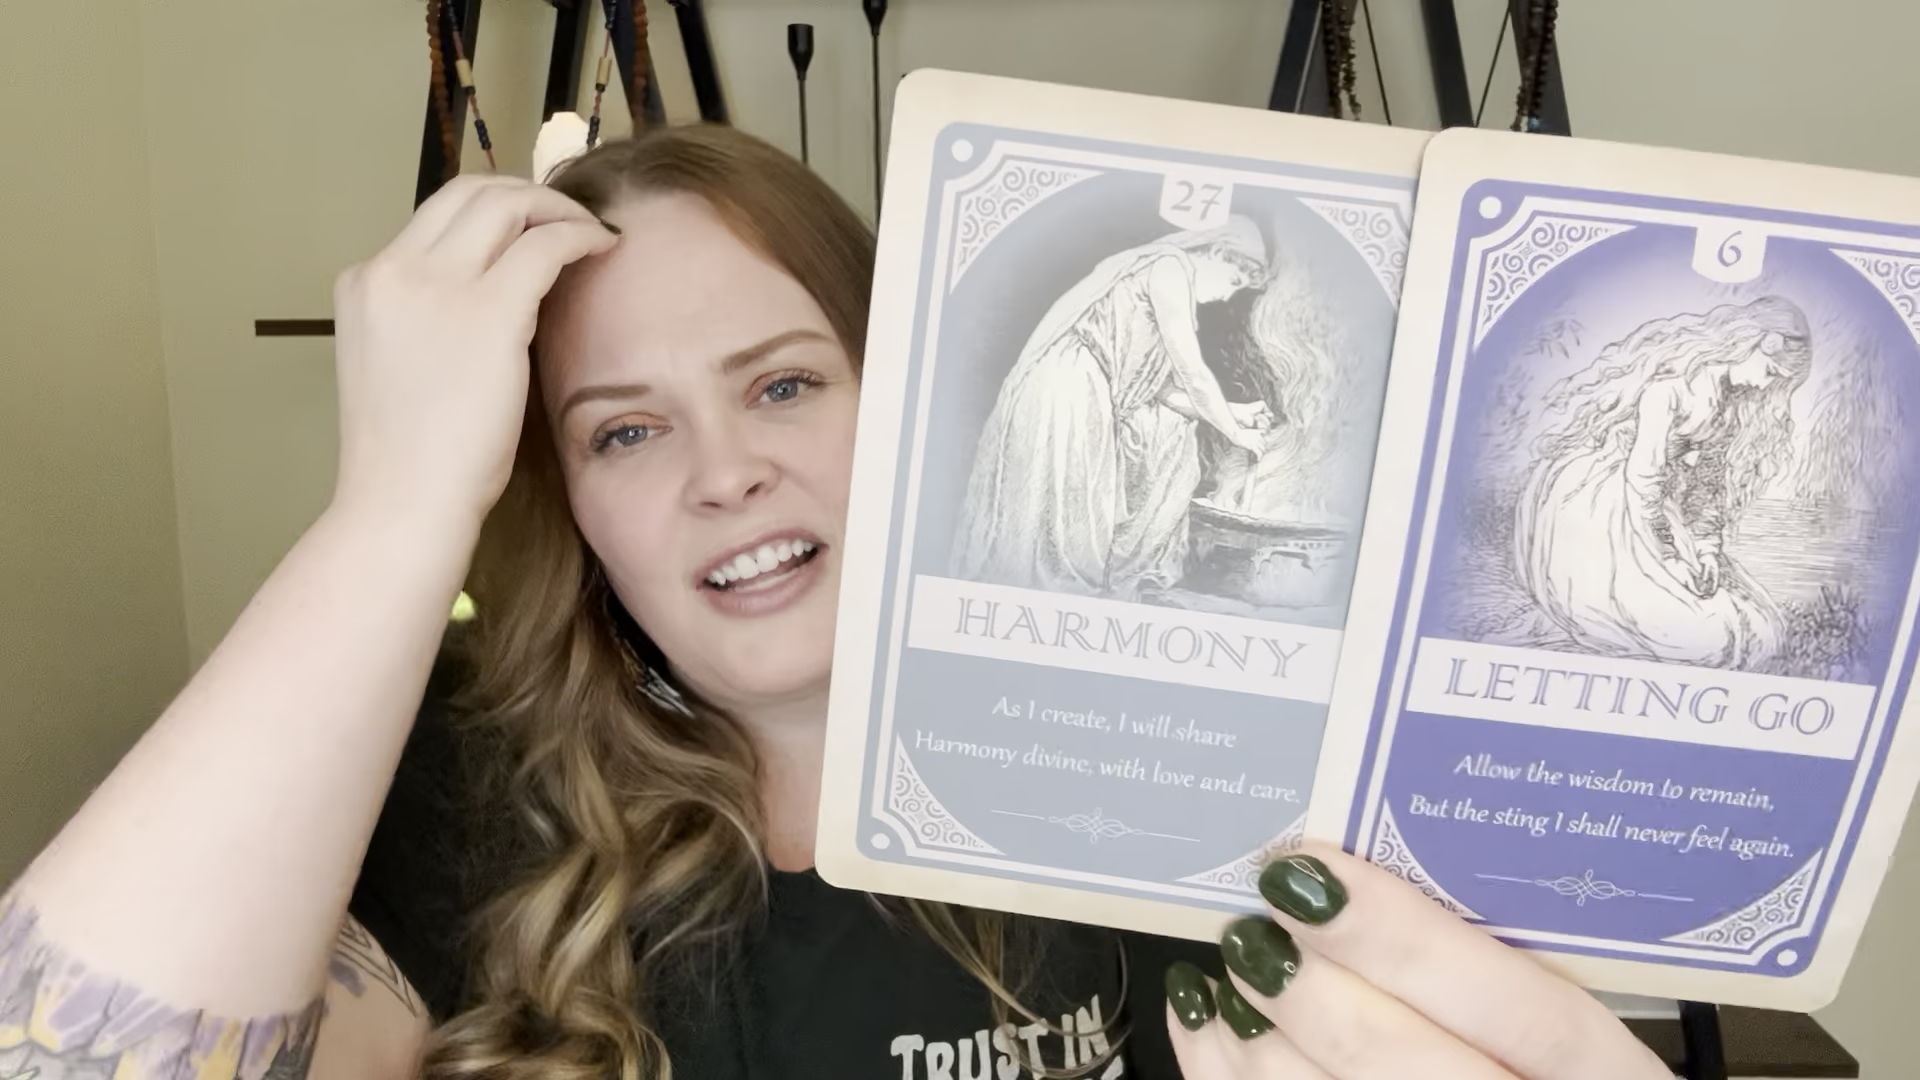 27
HARMONY
As I create, I will share
Harmony divine, with love and care.
6
LETTING GO
Allow the wisdom to remain,
But the sting I shall never feel again.
TRUST IN